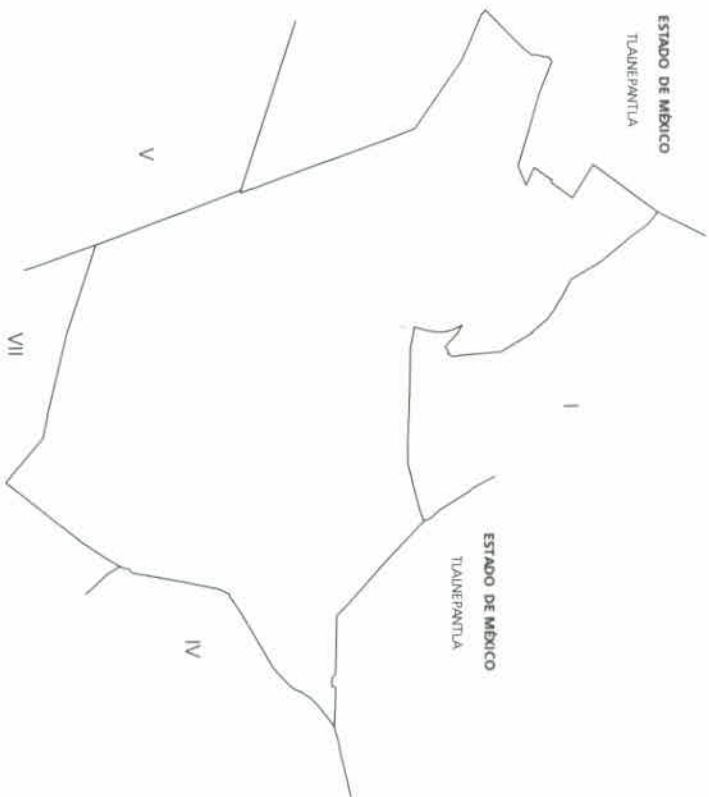 ESTADO DE MÉXICO
TLALNEPANTLA
I
ESTADO DE MÉXICO
TLALNEPANTLA
V
VII
IV